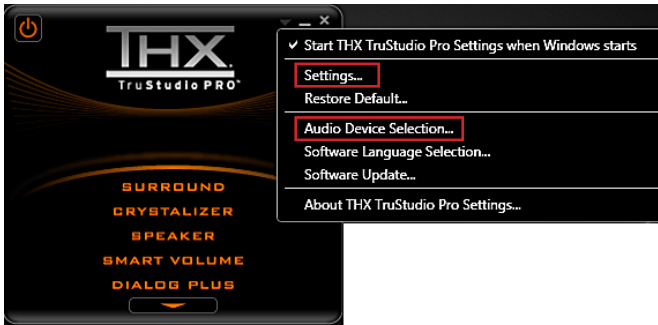 THX
TruStudio PRO™
SURROUND
CRYSTALIZER
SPEAKER
SMART VOLUME
DIALOG PLUS
Start THX TruStudio Pro Settings when Windows starts
Settings...
Restore Default...
Audio Device Selection...
Software Language Selection...
Software Update...
About THX TruStudio Pro Settings...